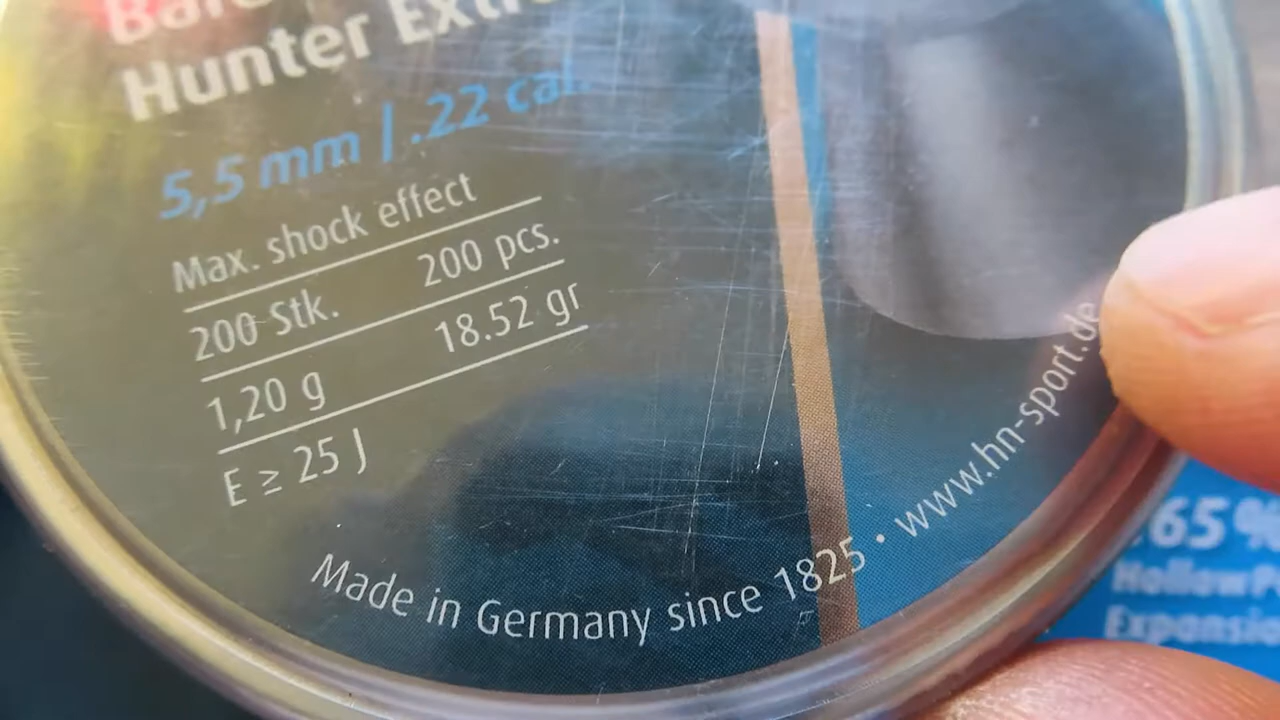 Hunter
5,5 mm | .22 cal.
Max. shock effect
200 Stk. 200 pcs.
1,20 g 18.52 gr
E ≥ 25 J
Made in Germany since 1825 • www.hn-sport.de
65%
Hollow